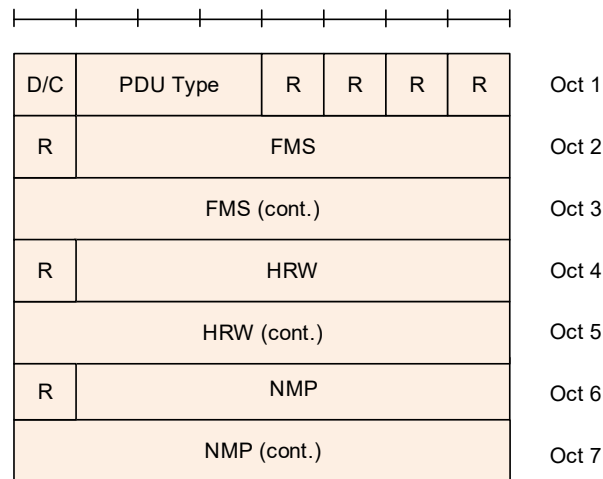 D/C PDU Type R R R R Oct 1
R FMS Oct 2
FMS (cont.) Oct 3
R HRW Oct 4
HRW (cont.) Oct 5
R NMP Oct 6
NMP (cont.) Oct 7